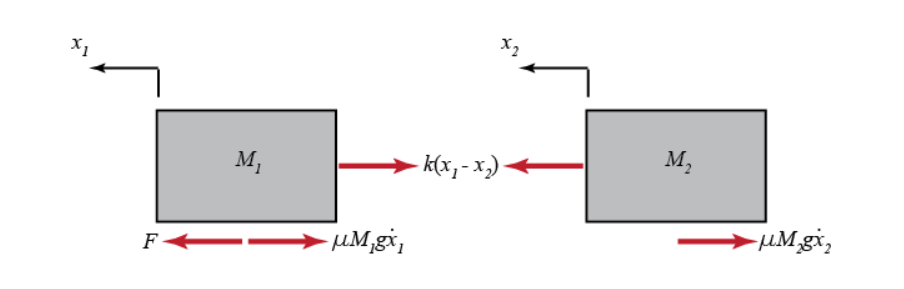 x₁ x₂
M₁ k(x₁ - x₂) M₂
F μM₁gẋ₁ μM₂gẋ₂